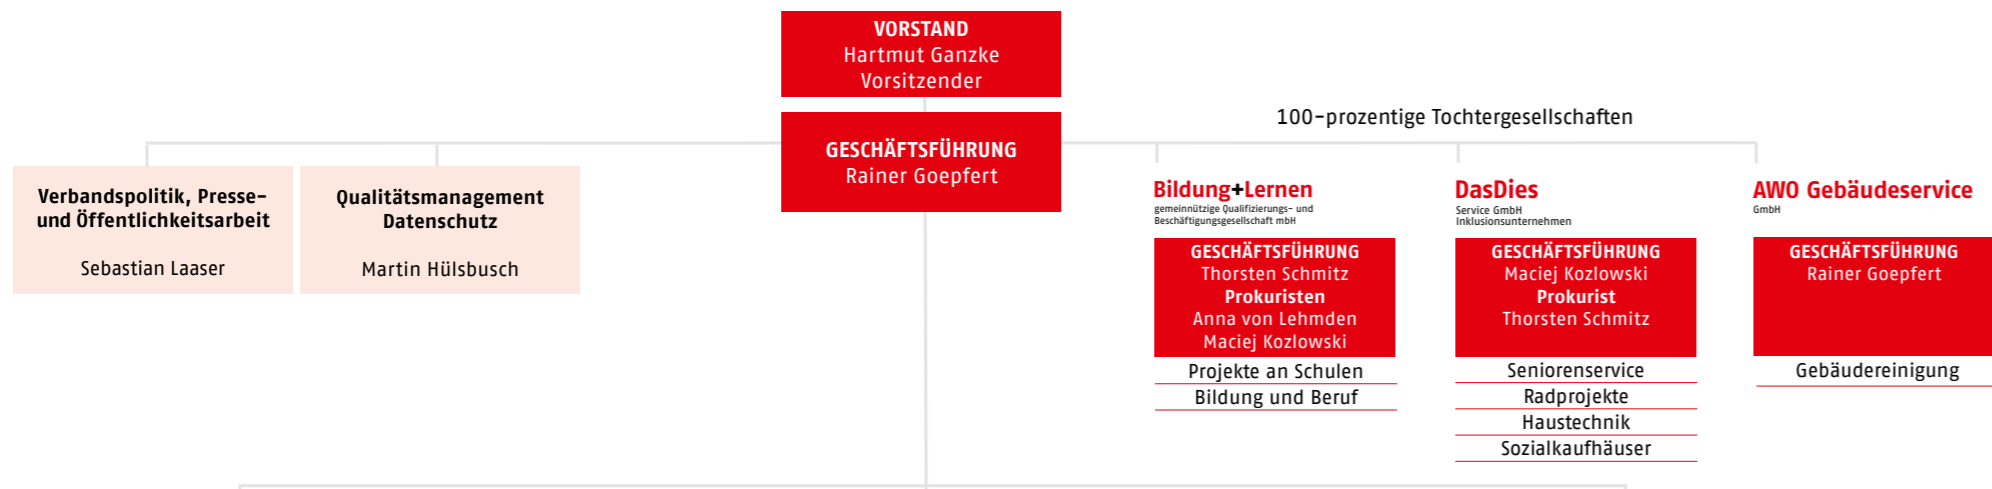 VORSTAND
Hartmut Ganzke
Vorsitzender
GESCHÄFTSFÜHRUNG
Rainer Goepfert
100-prozentige Tochtergesellschaften
Verbandspolitik, Presse-
und Öffentlichkeitsarbeit
Sebastian Laaser
Qualitätsmanagement
Datenschutz
Martin Hülsbusch
Bildung+Lernen
gemeinnützige Qualifizierungs- und
Beschäftigungsgesellschaft mbH
GESCHÄFTSFÜHRUNG
Thorsten Schmitz
Prokuristen
Anna von Lehmden
Maciej Kozlowski
Projekte an Schulen
Bildung und Beruf
DasDies
Service GmbH
Inklusionsunternehmen
GESCHÄFTSFÜHRUNG
Maciej Kozlowski
Prokurist
Thorsten Schmitz
Seniorenservice
Radprojekte
Haustechnik
Sozialkaufhäuser
AWO Gebäudeservice
GmbH
GESCHÄFTSFÜHRUNG
Rainer Goepfert
Gebäudereinigung